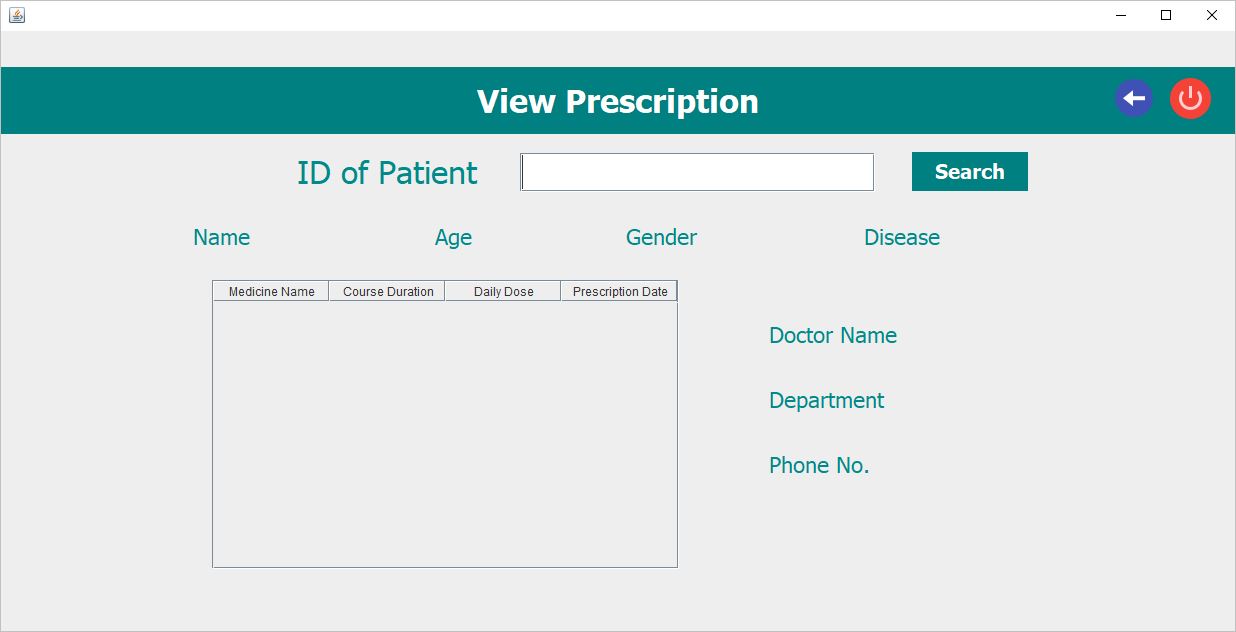 View Prescription
ID of Patient Search
Name Age Gender Disease
Medicine Name Course Duration Daily Dose Prescription Date
Doctor Name
Department
Phone No.